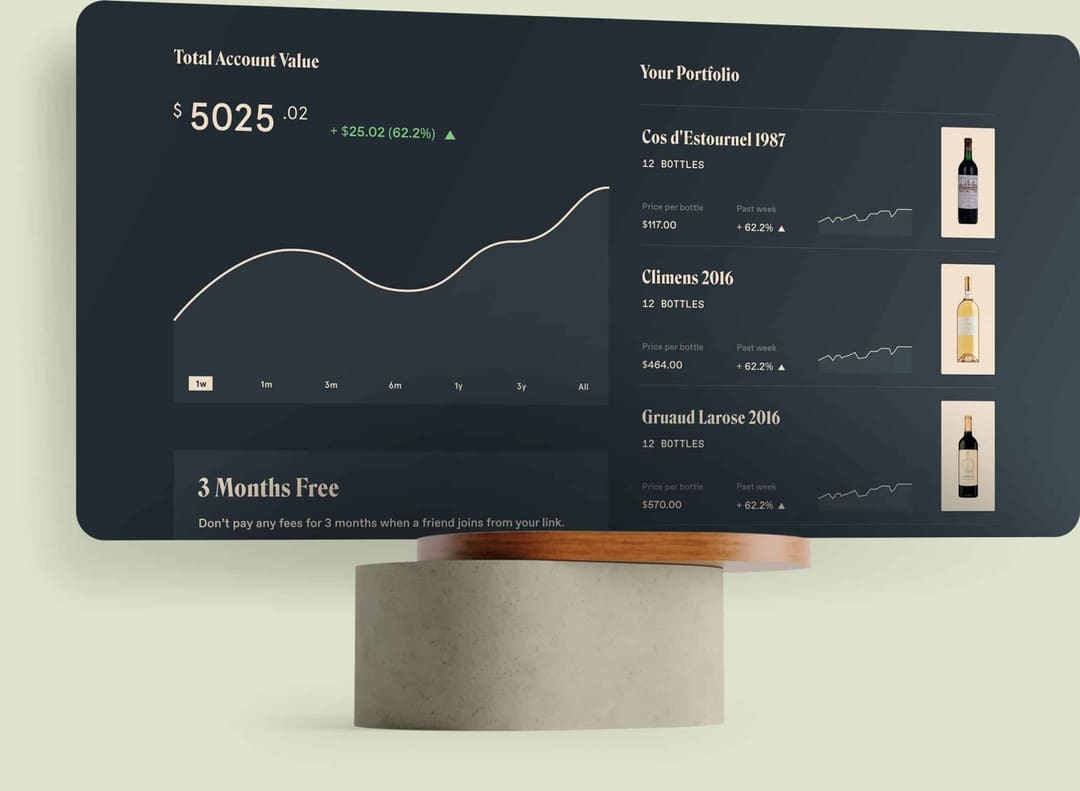 Total Account Value
$ 5025 .02
+ $25.02 (62.2%) ▲
1w 1m 3m 6m 1y 3y All
3 Months Free
Don't pay any fees for 3 months when a friend joins from your link.
Your Portfolio
Cos d'Estournel 1987
12 BOTTLES
Price per bottle Past week
$117.00 + 62.2% ▲
Climens 2016
12 BOTTLES
Price per bottle Past week
$464.00 + 62.2% ▲
Gruaud Larose 2016
12 BOTTLES
Price per bottle Past week
$570.00 + 62.2% ▲